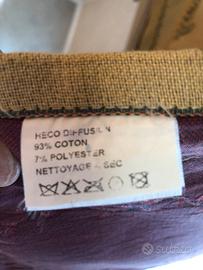 HECO DIFFUSION
93% COTON
7% POLYESTER
NETTOYAGE A SEC
Subito